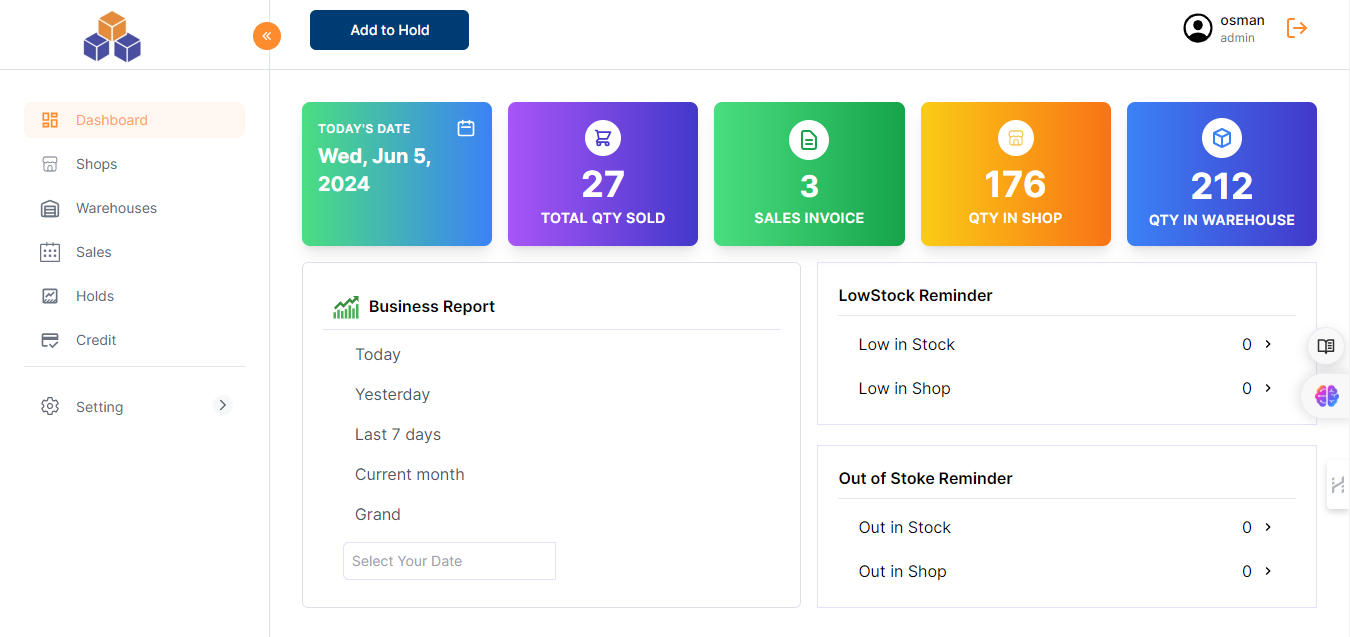 Add to Hold
osman
admin
Dashboard
Shops
Warehouses
Sales
Holds
Credit
Setting
TODAY'S DATE
Wed, Jun 5,
2024
27
TOTAL QTY SOLD
3
SALES INVOICE
176
QTY IN SHOP
212
QTY IN WAREHOUSE
Business Report
Today
Yesterday
Last 7 days
Current month
Grand
Select Your Date
LowStock Reminder
Low in Stock 0
Low in Shop 0
Out of Stoke Reminder
Out in Stock 0
Out in Shop 0